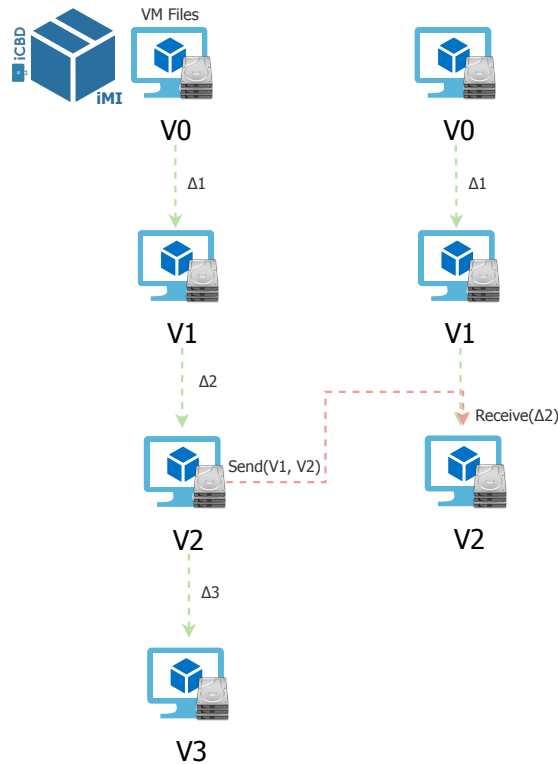 VM Files
iCBD
iMI
V0
V0
Δ1
Δ1
V1
V1
Δ2
Receive(Δ2)
Send(V1, V2)
V2
V2
Δ3
V3